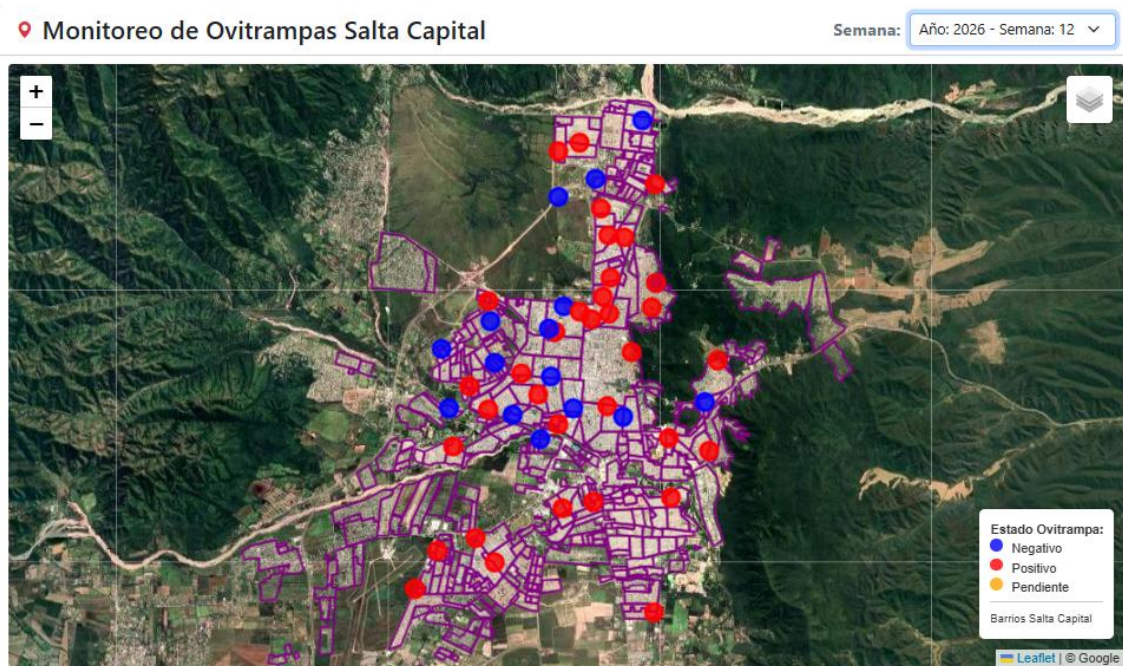 Monitoreo de Ovitrampas Salta Capital
Semana: Año: 2026 - Semana: 12
+
−
Estado Ovitrampa:
Negativo
Positivo
Pendiente
Barrios Salta Capital
Leaflet | © Google